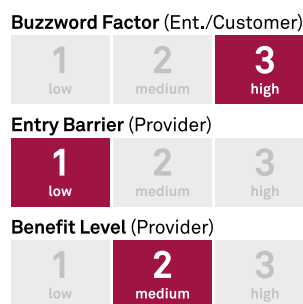 Buzzword Factor (Ent./Customer)
1 2 3
low medium high
Entry Barrier (Provider)
1 2 3
low medium high
Benefit Level (Provider)
1 2 3
low medium high